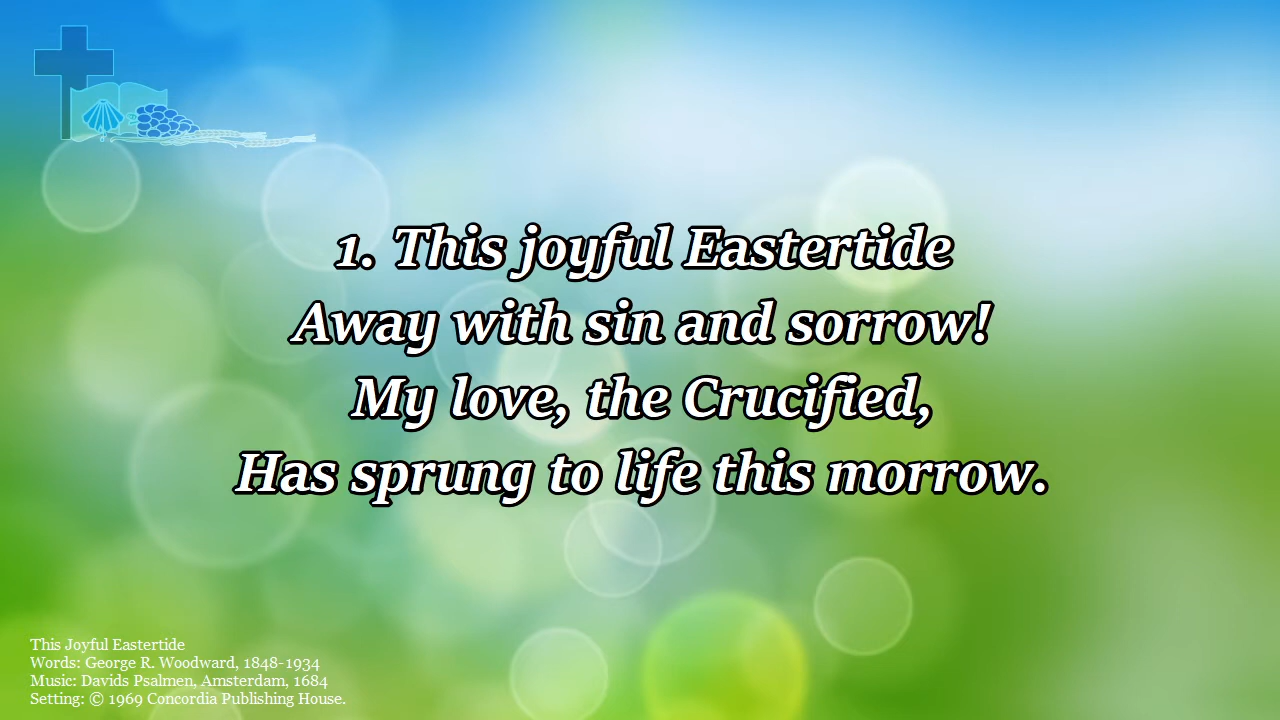 1. This joyful Eastertide
Away with sin and sorrow!
My love, the Crucified,
Has sprung to life this morrow.
This Joyful Eastertide
Words: George R. Woodward, 1848-1934
Music: Davids Psalmen, Amsterdam, 1684
Setting: © 1969 Concordia Publishing House.